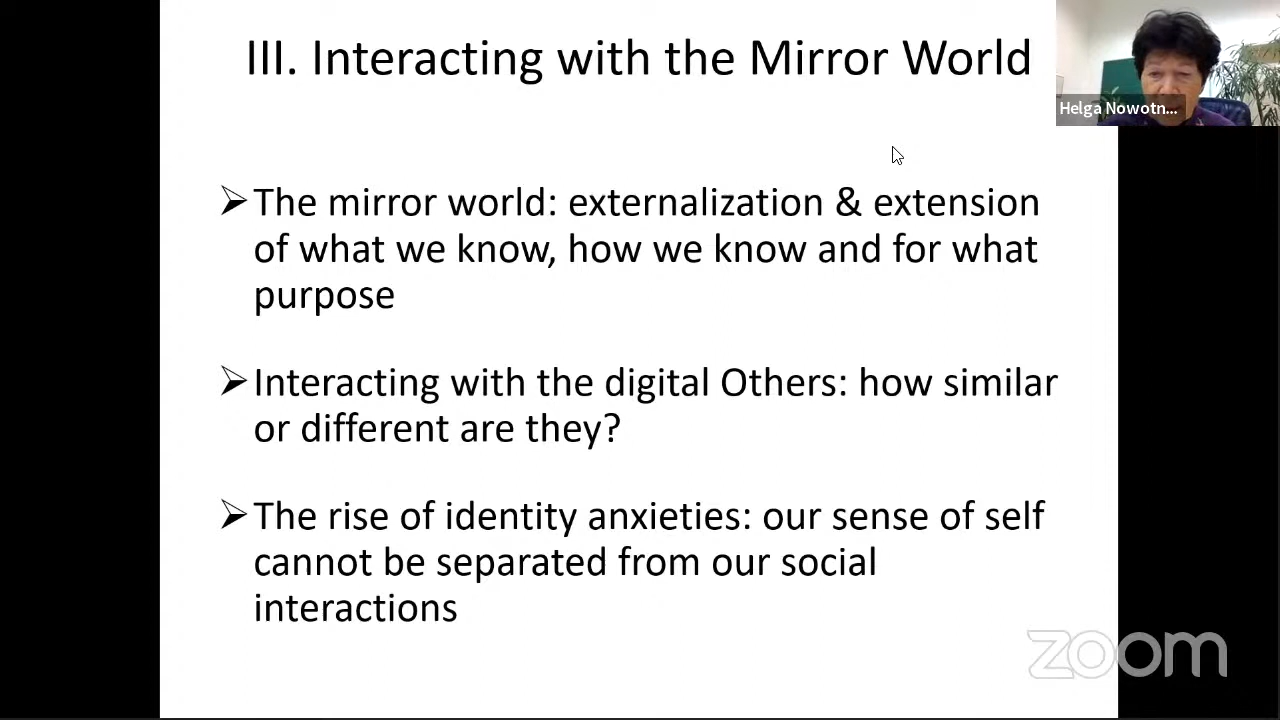 III. Interacting with the Mirror World
Helga Nowotn...
➢The mirror world: externalization & extension
of what we know, how we know and for what
purpose
➢Interacting with the digital Others: how similar
or different are they?
➢The rise of identity anxieties: our sense of self
cannot be separated from our social
interactions
zoom